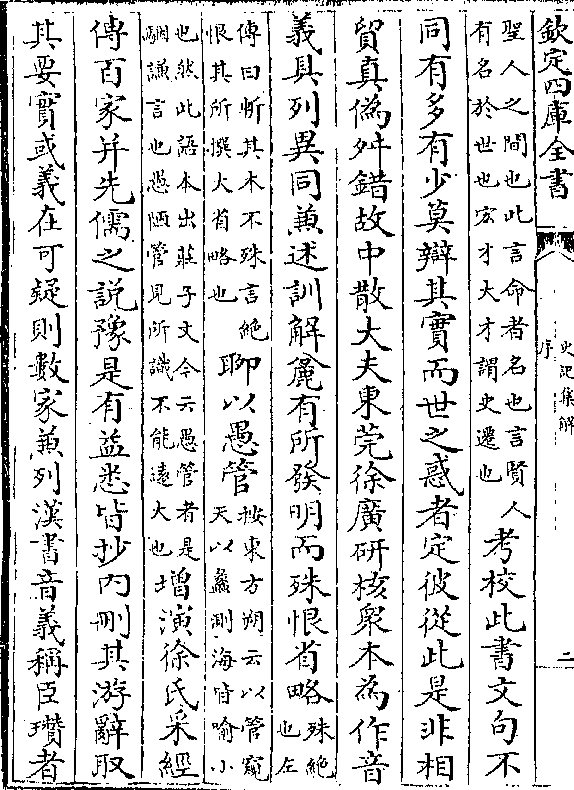 欽定四庫全書
史記集解
序
二
聖人之間也此言命者名也言賢人
有名於世也宏才大才謂史遷也
考校此書文句不
同有多有少莫辯其實而世之惑者定彼從此是非相
貿真偽舛錯故中散大夫東莞徐廣研核衆本為作音
義具列異同兼述訓解麄有所發明而殊恨省略
殊絶
也左
傳曰斬其木不殊言絶
恨其所撰大省略也
聊以愚管
按東方朔云以管窺
天以蠡測海皆喻小
也然此語本出莊子文今云愚管者是
嗣謙言也愚陋管見所識不能逺大也
増演徐氏采經
傳百家并先儒之說豫是有益悉皆抄内刪其游辭取
其要實或義在可疑則數家兼列漢書音義稱臣瓚者